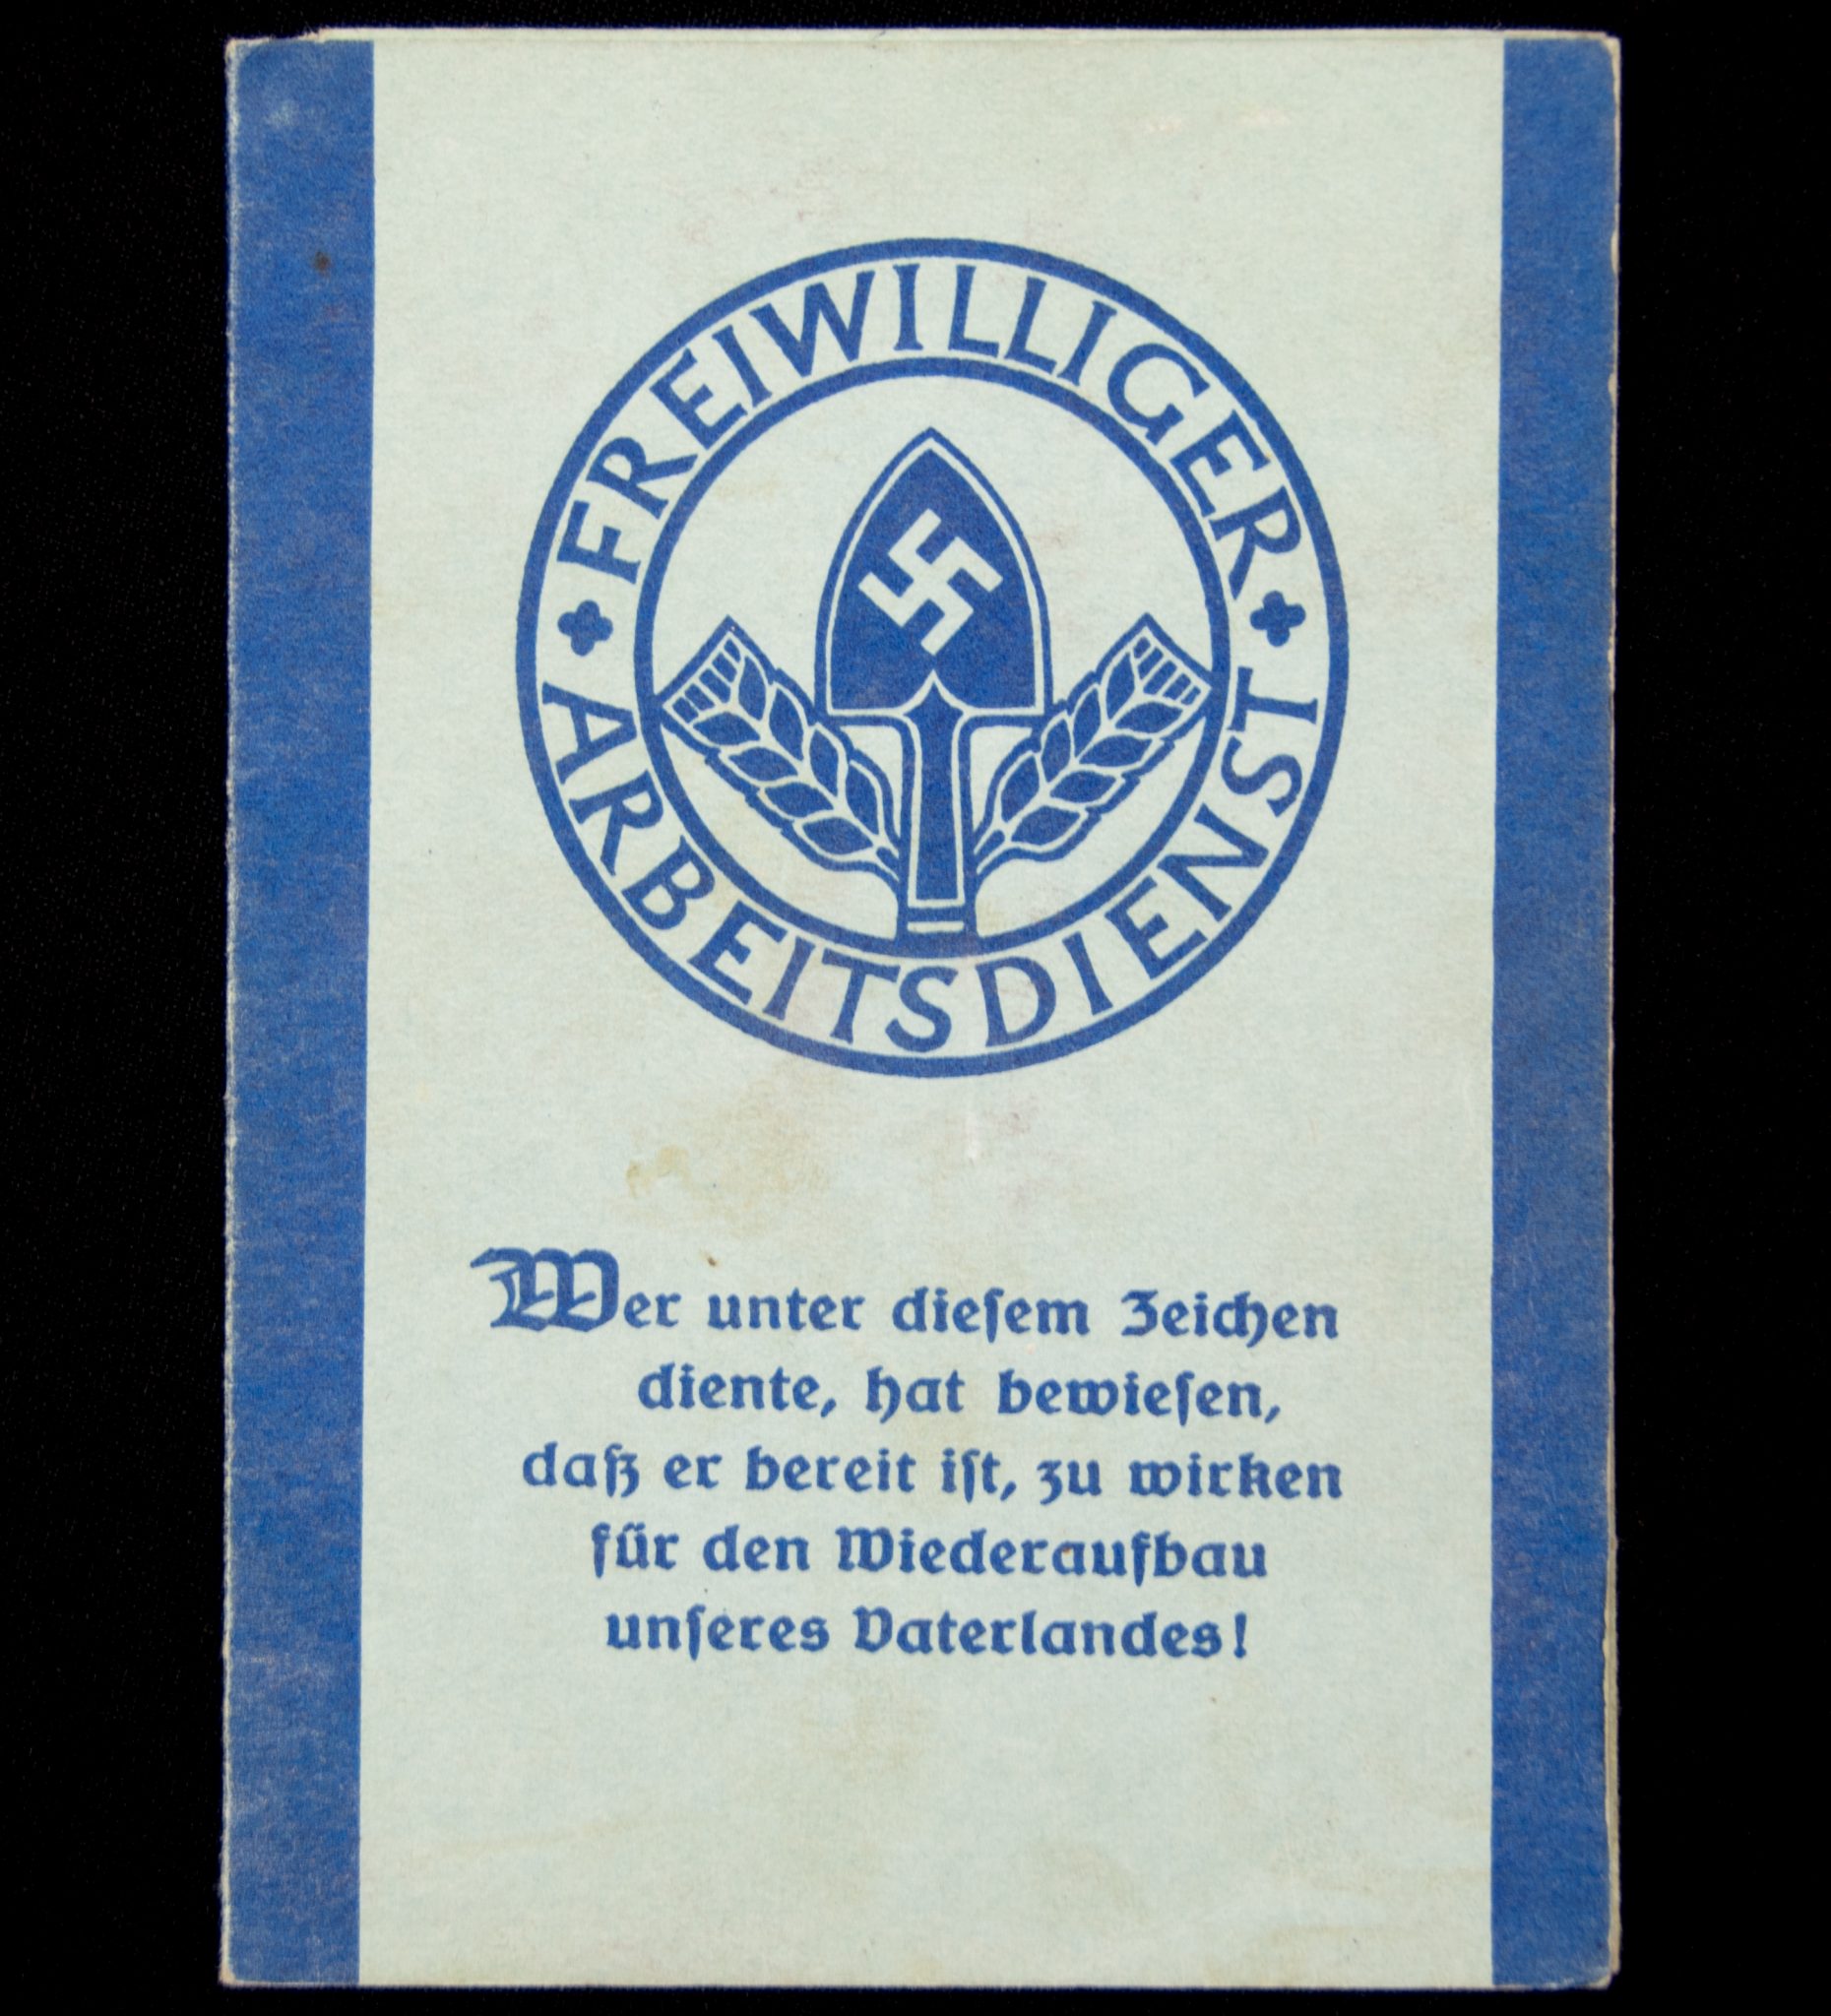 FREIWILLIGER
ARBEITSDIENST
Wer unter dieſem Zeichen
diente, hat bewieſen,
daß er bereit iſt, zu wirken
für den Wiederaufbau
unſeres Vaterlandes!